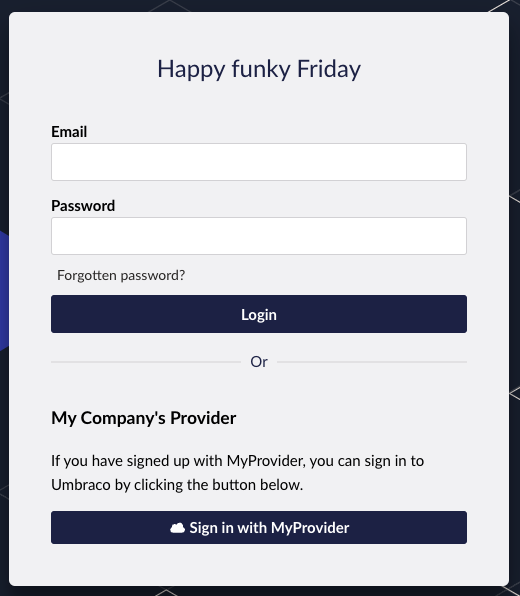 Happy funky Friday
Email
Password
Forgotten password?
Login
Or
My Company's Provider
If you have signed up with MyProvider, you can sign in to
Umbraco by clicking the button below.
Sign in with MyProvider